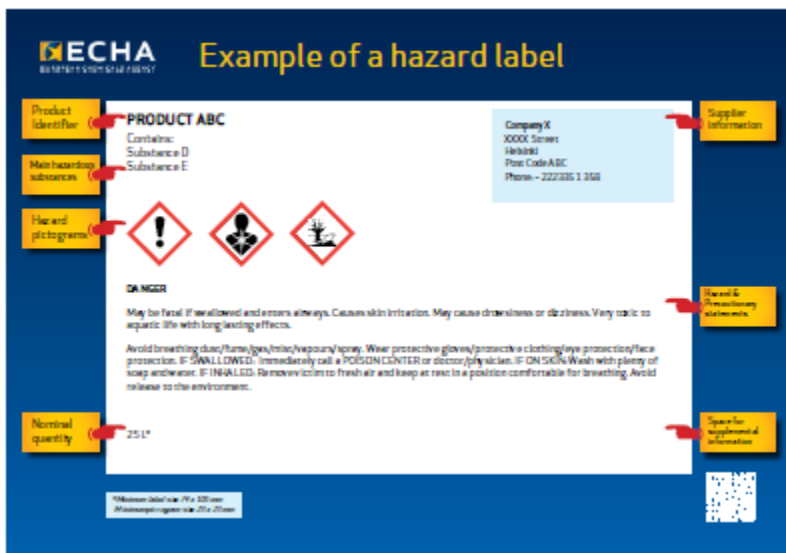 ECHA
Example of a hazard label
Product
Identifier
PRODUCT ABC
Contains:
Substance D
Substance E
Main hazardous
substances
Hazard
pictograms
Company X
XXXX Street
Helsinki
Post Code ABC
Supplier
information
DANGER
May be fatal if swallowed and enters airways. Causes skin irritation. May cause drowsiness or dizziness. Very toxic to
aquatic life with long lasting effects.
Hazard &
Precautionary
statements
Avoid breathing dust/fume/gas/mist/vapours/spray. Wear protective gloves/protective clothing/eye protection/face
protection. IF SWALLOWED: Immediately call a POISON CENTER or doctor/physician. IF ON SKIN: Wash with plenty of
soap and water. IF INHALED: Remove victim to fresh air and keep at rest in a position comfortable for breathing. Avoid
release to the environment.
Nominal
quantity
25 L*
Space for
supplemental
information